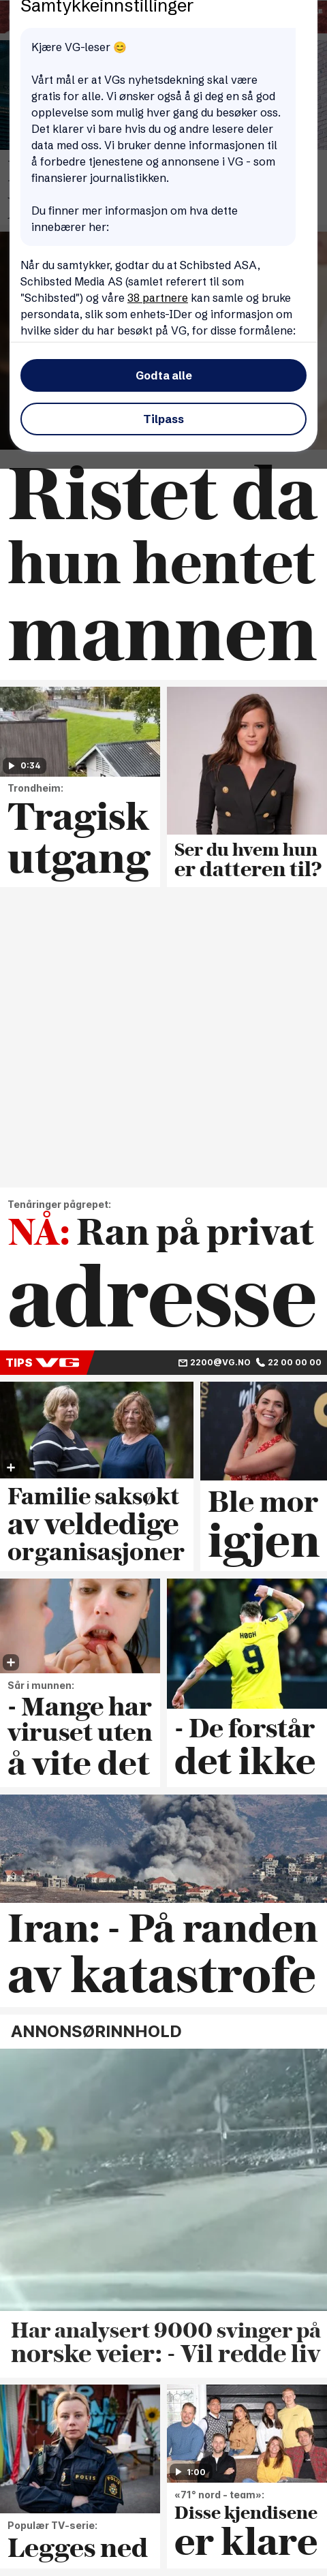 Samtykkeinnstillinger
Kjære VG-leser 😊
Vårt mål er at VGs nyhetsdekning skal være
gratis for alle. Vi ønsker også å gi deg en så god
opplevelse som mulig hver gang du besøker oss.
Det klarer vi bare hvis du og andre lesere deler
data med oss. Vi bruker denne informasjonen til
å forbedre tjenestene og annonsene i VG - som
finansierer journalistikken.
Du finner mer informasjon om hva dette
innebærer her:
Når du samtykker, godtar du at Schibsted ASA,
Schibsted Media AS (samlet referert til som
"Schibsted") og våre 38 partnere kan samle og bruke
persondata, slik som enhets-IDer og informasjon om
hvilke sider du har besøkt på VG, for disse formålene:
Godta alle
Tilpass
Ristet da
hun hentet
mannen
0:34
Trondheim:
Tragisk
utgang
Ser du hvem hun
er datteren til?
Tenåringer pågrepet:
NÅ: Ran på privat
adresse
TIPS VG 2200@VG.NO 22 00 00 00
Familie saksøkt
av veldedige
organisasjoner
Ble mor
igjen
Sår i munnen:
- Mange har
viruset uten
å vite det
HØGH
9
- De forstår
det ikke
Iran: - På randen
av katastrofe
ANNONSØRINNHOLD
Har analysert 9000 svinger på
norske veier: - Vil redde liv
POLIS
Populær TV-serie:
Legges ned
1:00
«71° nord - team»:
Disse kjendisene
er klare